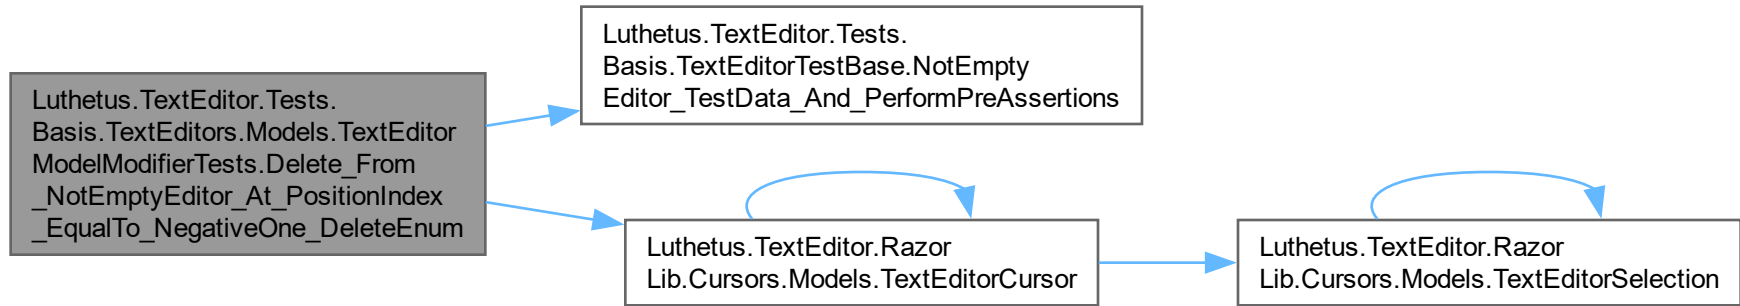 Luthetus.TextEditor.Tests.
Basis.TextEditors.Models.TextEditor
ModelModifierTests.Delete_From
_NotEmptyEditor_At_PositionIndex
_EqualTo_NegativeOne_DeleteEnum
Luthetus.TextEditor.Tests.
Basis.TextEditorTestBase.NotEmpty
Editor_TestData_And_PerformPreAssertions
Luthetus.TextEditor.Razor
Lib.Cursors.Models.TextEditorCursor
Luthetus.TextEditor.Razor
Lib.Cursors.Models.TextEditorSelection